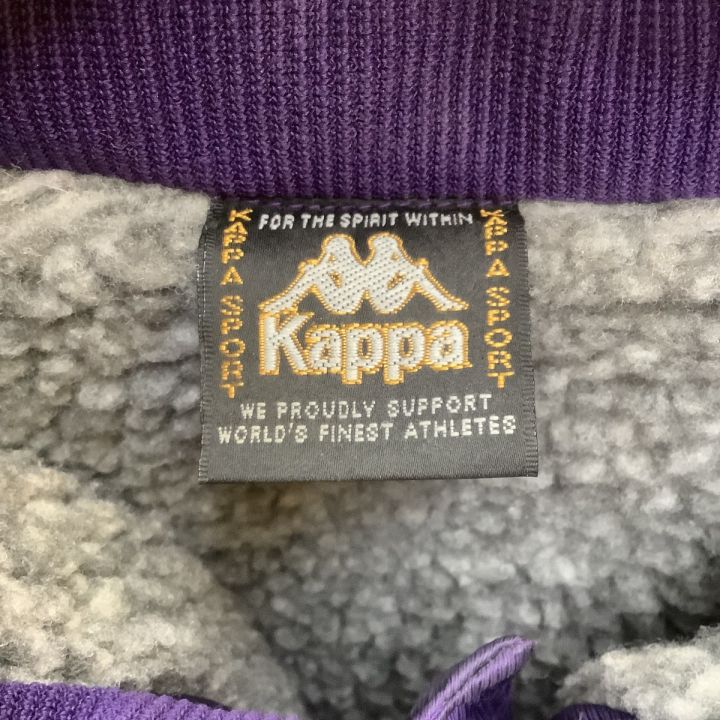 FOR THE SPIRIT WITHIN
KAPPA SPORT
Kappa
KAPPA SPORT
WE PROUDLY SUPPORT
WORLD'S FINEST ATHLETES